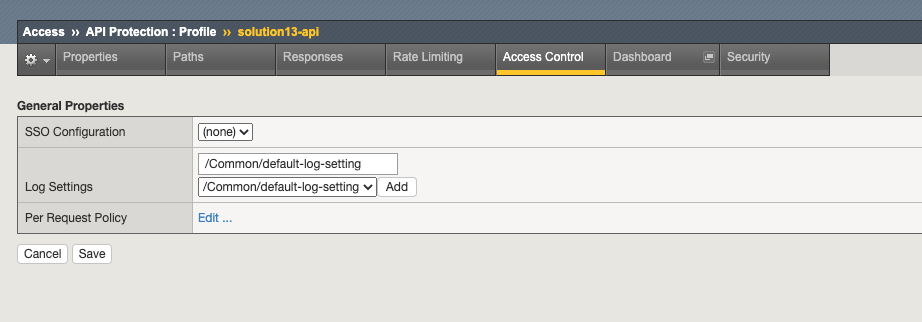 Access ›› API Protection : Profile ›› solution13-api
Properties Paths Responses Rate Limiting Access Control Dashboard Security
General Properties
SSO Configuration (none)
/Common/default-log-setting
Log Settings /Common/default-log-setting Add
Per Request Policy Edit ...
Cancel Save